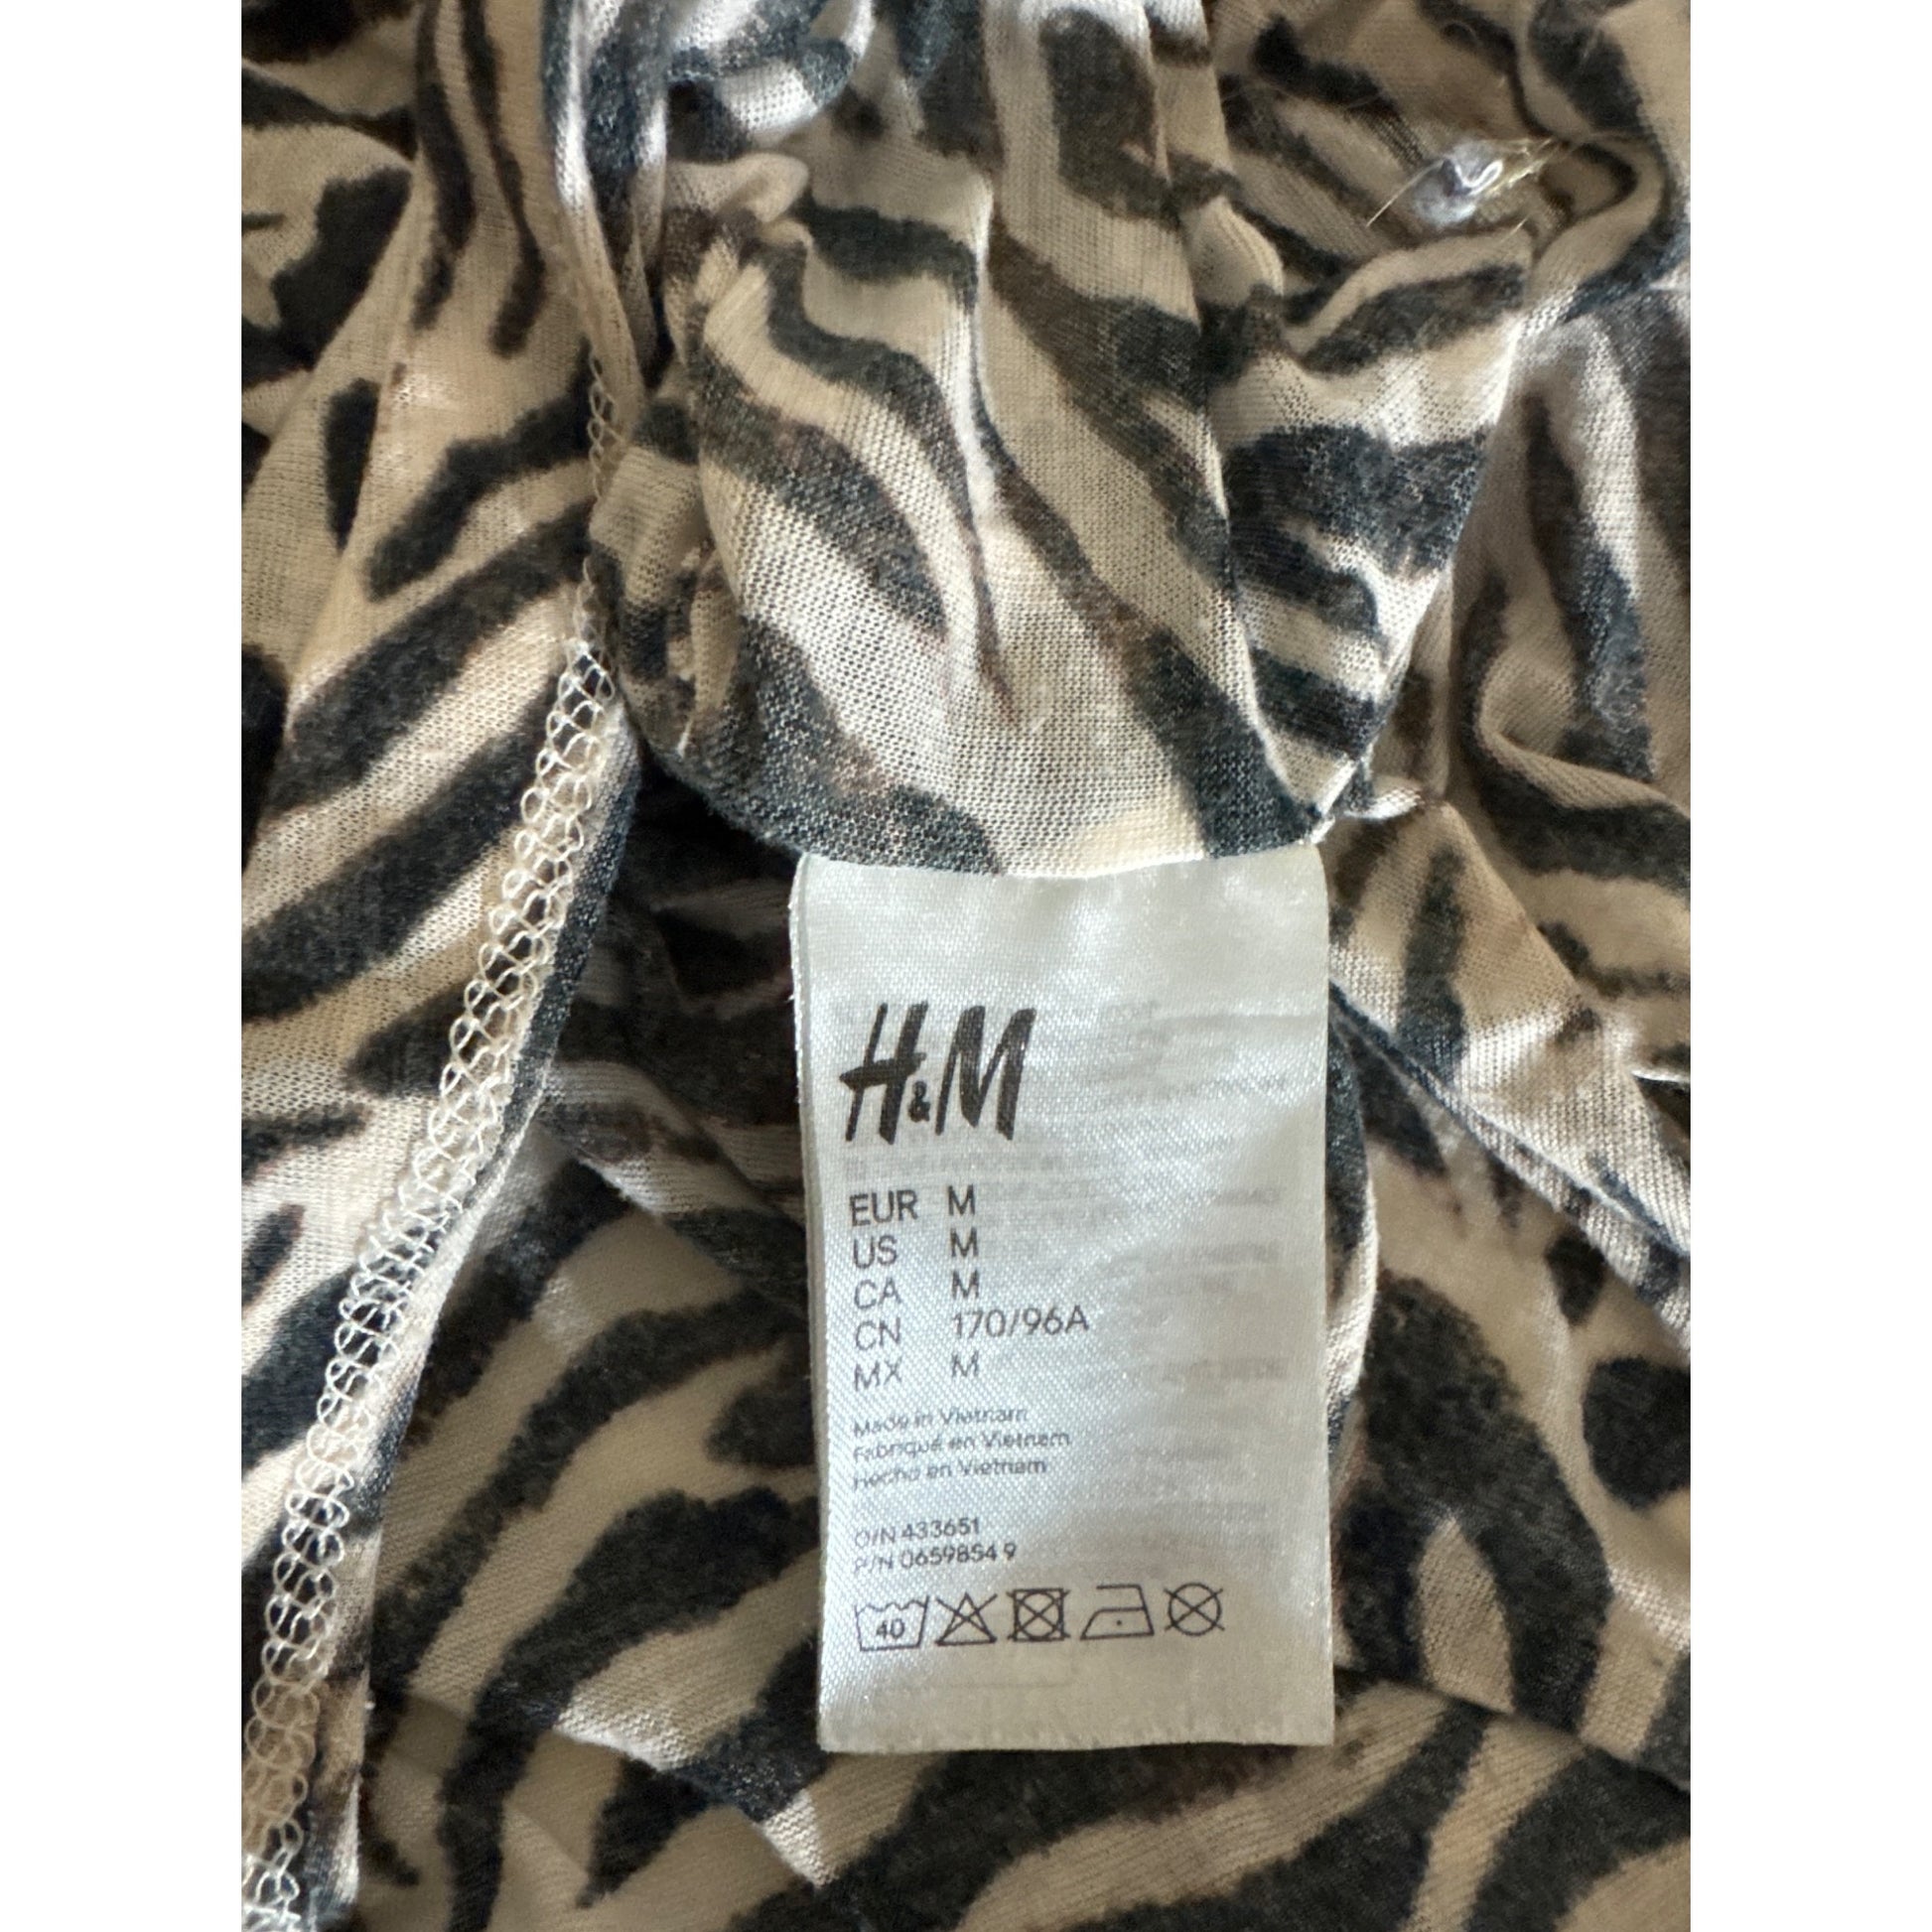 H&M
EUR M
US M
CA M
CN 170/96A
MX M
Made in Vietnam
Fabriqué en Vietnam
Hecho en Vietnam
O/N 433651
P/N 0659854 9
40